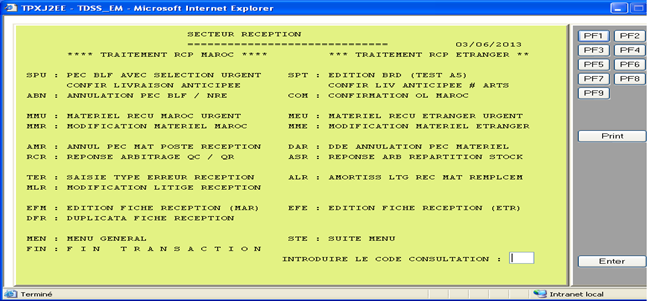 TPXJ2EE - TDSS_EM - Microsoft Internet Explorer
SECTEUR RECEPTION
============================
03/06/2013
**** TRAITEMENT RCP MAROC **** *** TRAITEMENT RCP ETRANGER **
SPU : PEC BLF AVEC SELECTION URGENT SPT : EDITION BRD (TEST A5)
CONFIR LIVRAISON ANTICIPEE CONFIR LIV ANTICIPEE # ARTS
ABN : ANNULATION PEC BLF / NRE COM : CONFIRMATION OL MAROC
MMU : MATERIEL RECU MAROC URGENT MEU : MATERIEL RECU ETRANGER URGENT
MMR : MODIFICATION MATERIEL MAROC MME : MODIFICATION MATERIEL ETRANGER
AMR : ANNUL PEC MAT POSTE RECEPTION DAR : DDE ANNULATION PEC MATERIEL
RCR : REPONSE ARBITRAGE QC / QR ASR : REPONSE ARB REPARTITION STOCK
TER : SAISIE TYPE ERREUR RECEPTION ALR : AMORTISS LTG REC MAT REMPLCEM
MLR : MODIFICATION LITIGE RECEPTION
EFM : EDITION FICHE RECEPTION (MAR) EFE : EDITION FICHE RECEPTION (ETR)
DFR : DUPLICATA FICHE RECEPTION
MEN : MENU GENERAL STE : SUITE MENU
FIN : F I N T R A N S A C T I O N
INTRODUIRE LE CODE CONSULTATION :
PF1 PF2
PF3 PF4
PF5 PF6
PF7 PF8
PF9
Print
Enter
Terminé Intranet local